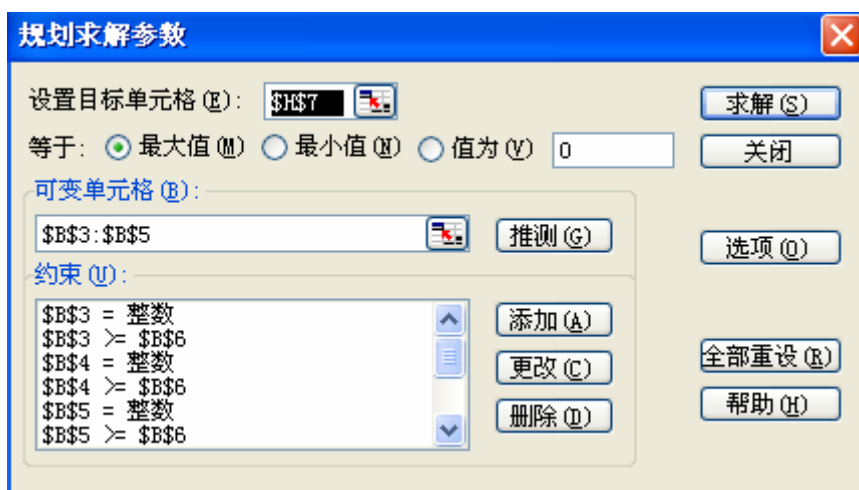 规划求解参数
设置目标单元格(E): $H$7 求解(S)
等于: 最大值(M) 最小值(N) 值为(V) 0 关闭
可变单元格(B):
$B$3:$B$5 推测(G) 选项(O)
约束(U):
$B$3 = 整数 添加(A)
$B$3 >= $B$6
$B$4 = 整数 更改(C) 全部重设(R)
$B$4 >= $B$6
$B$5 = 整数 删除(D) 帮助(H)
$B$5 >= $B$6